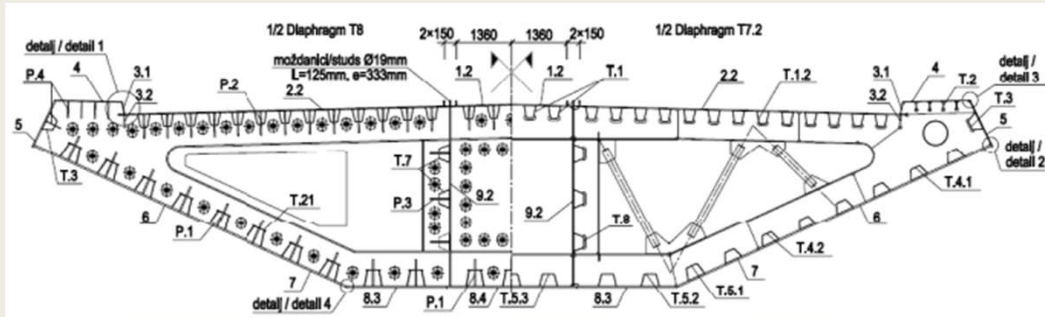 1/2 Diaphragm T8
2×150
1360
1360
2×150
1/2 Diaphragm T7.2
detalj / detail 1
moždanici/studs Ø19mm
L=125mm, e=333mm
detalj /
detail 3
P.4
4
3.1
3.2
P.2
2.2
1.2
1.2
T.1
2.2
T.1.2
3.1
3.2
4
T.2
T.3
5
T.3
5
detalj /
detail 2
6
P.1
T.21
T.7
P.3
9.2
9.2
T.8
6
T.4.1
T.4.2
7
detalj / detail 4
8.3
P.1
8.4
T.5.3
8.3
T.5.2
T.5.1
7